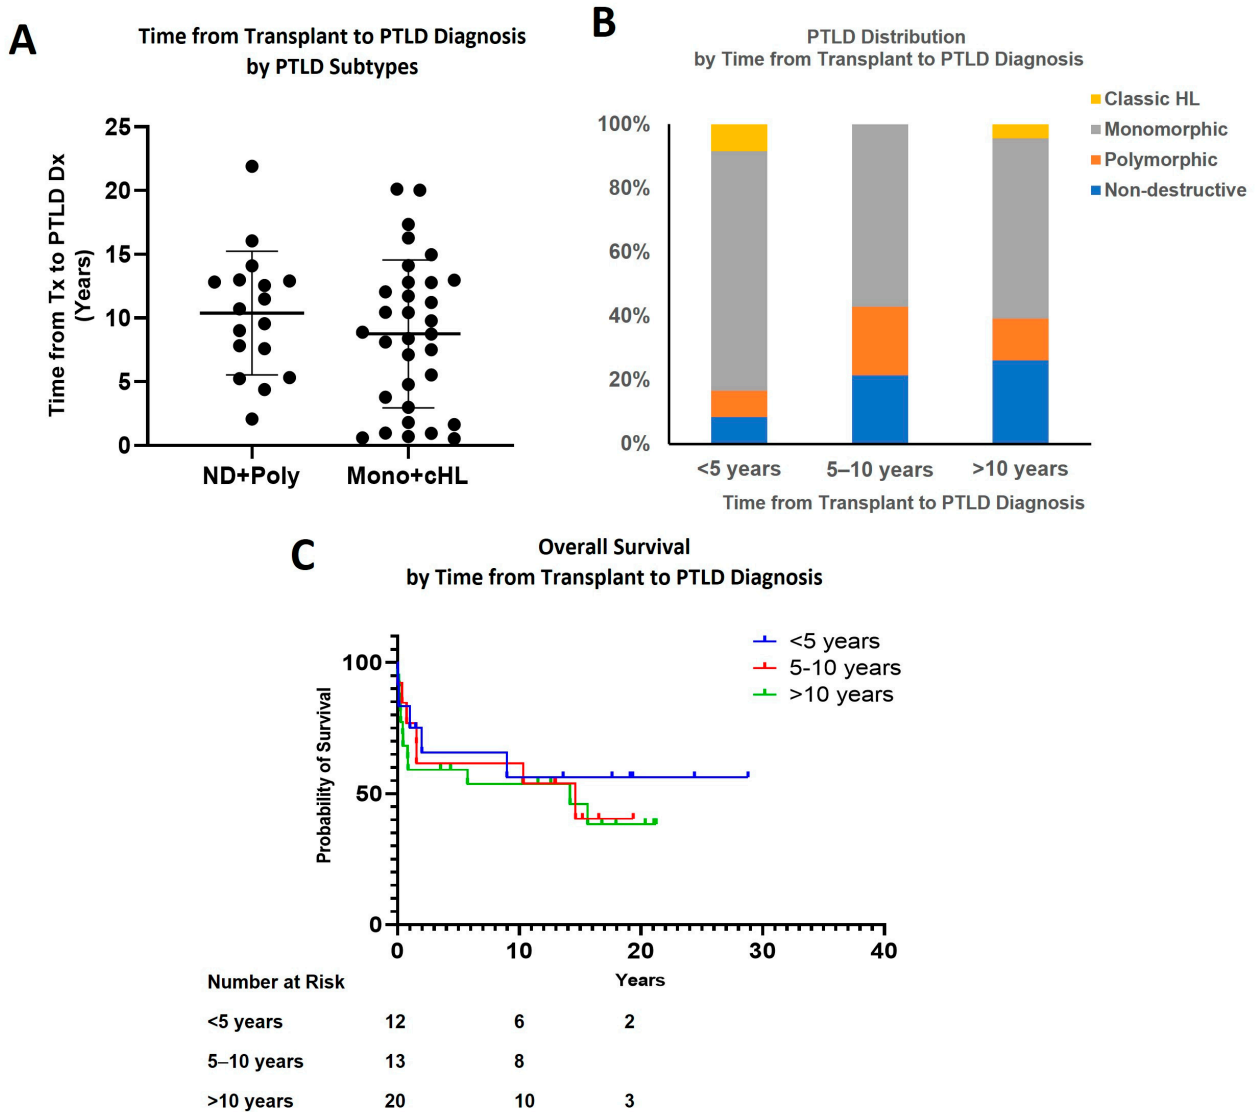 A
Time from Transplant to PTLD Diagnosis
by PTLD Subtypes
Time from Tx to PTLD Dx
(Years)
25
20
15
10
5
0
ND+Poly
Mono+cHL
B
PTLD Distribution
by Time from Transplant to PTLD Diagnosis
Classic HL
Monomorphic
Polymorphic
Non-destructive
100%
80%
60%
40%
20%
0%
<5 years
5–10 years
>10 years
Time from Transplant to PTLD Diagnosis
C
Overall Survival
by Time from Transplant to PTLD Diagnosis
<5 years
5-10 years
>10 years
Probability of Survival
100
50
0
0 10 20 30 40
Years
Number at Risk
<5 years 12 6 2
5–10 years 13 8
>10 years 20 10 3